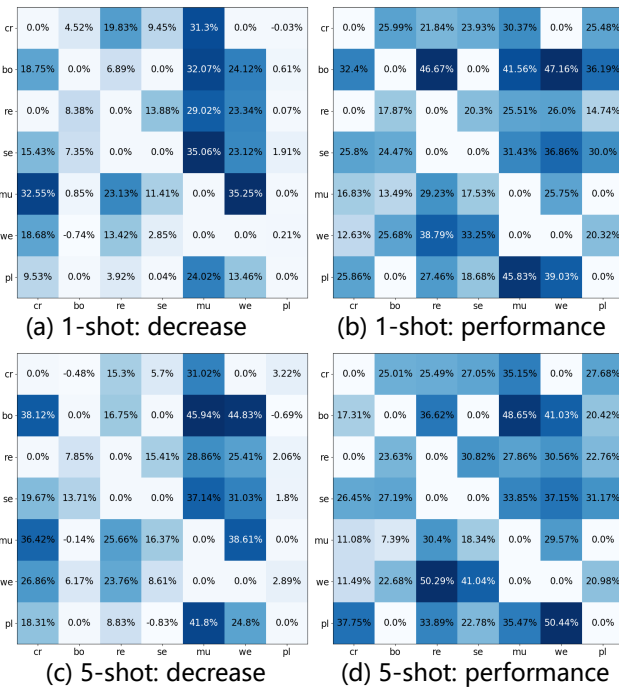 cr 0.0% 4.52% 19.83% 9.45% 31.3% 0.0% -0.03%
bo 18.75% 0.0% 6.89% 0.0% 32.07% 24.12% 0.61%
re 0.0% 8.38% 0.0% 13.88% 29.02% 23.34% 0.07%
se 15.43% 7.35% 0.0% 0.0% 35.06% 23.12% 1.91%
mu 32.55% 0.85% 23.13% 11.41% 0.0% 35.25% 0.0%
we 18.68% -0.74% 13.42% 2.85% 0.0% 0.0% 0.21%
pl 9.53% 0.0% 3.92% 0.04% 24.02% 13.46% 0.0%
cr bo re se mu we pl
(a) 1-shot: decrease
cr 0.0% 25.99% 21.84% 23.93% 30.37% 0.0% 25.48%
bo 32.4% 0.0% 46.67% 0.0% 41.56% 47.16% 36.19%
re 0.0% 17.87% 0.0% 20.3% 25.51% 26.0% 14.74%
se 25.8% 24.47% 0.0% 0.0% 31.43% 36.86% 30.0%
mu 16.83% 13.49% 29.23% 17.53% 0.0% 25.75% 0.0%
we 12.63% 25.68% 38.79% 33.25% 0.0% 0.0% 20.32%
pl 25.86% 0.0% 27.46% 18.68% 45.83% 39.03% 0.0%
cr bo re se mu we pl
(b) 1-shot: performance
cr 0.0% -0.48% 15.3% 5.7% 31.02% 0.0% 3.22%
bo 38.12% 0.0% 16.75% 0.0% 45.94% 44.83% -0.69%
re 0.0% 7.85% 0.0% 15.41% 28.86% 25.41% 2.06%
se 19.67% 13.71% 0.0% 0.0% 37.14% 31.03% 1.8%
mu 36.42% -0.14% 25.66% 16.37% 0.0% 38.61% 0.0%
we 26.86% 6.17% 23.76% 8.61% 0.0% 0.0% 2.89%
pl 18.31% 0.0% 8.83% -0.83% 41.8% 24.8% 0.0%
cr bo re se mu we pl
(c) 5-shot: decrease
cr 0.0% 25.01% 25.49% 27.05% 35.15% 0.0% 27.68%
bo 17.31% 0.0% 36.62% 0.0% 48.65% 41.03% 20.42%
re 0.0% 23.63% 0.0% 30.82% 27.86% 30.56% 22.76%
se 26.45% 27.19% 0.0% 0.0% 33.85% 37.15% 31.17%
mu 11.08% 7.39% 30.4% 18.34% 0.0% 29.57% 0.0%
we 11.49% 22.68% 50.29% 41.04% 0.0% 0.0% 20.98%
pl 37.75% 0.0% 33.89% 22.78% 35.47% 50.44% 0.0%
cr bo re se mu we pl
(d) 5-shot: performance